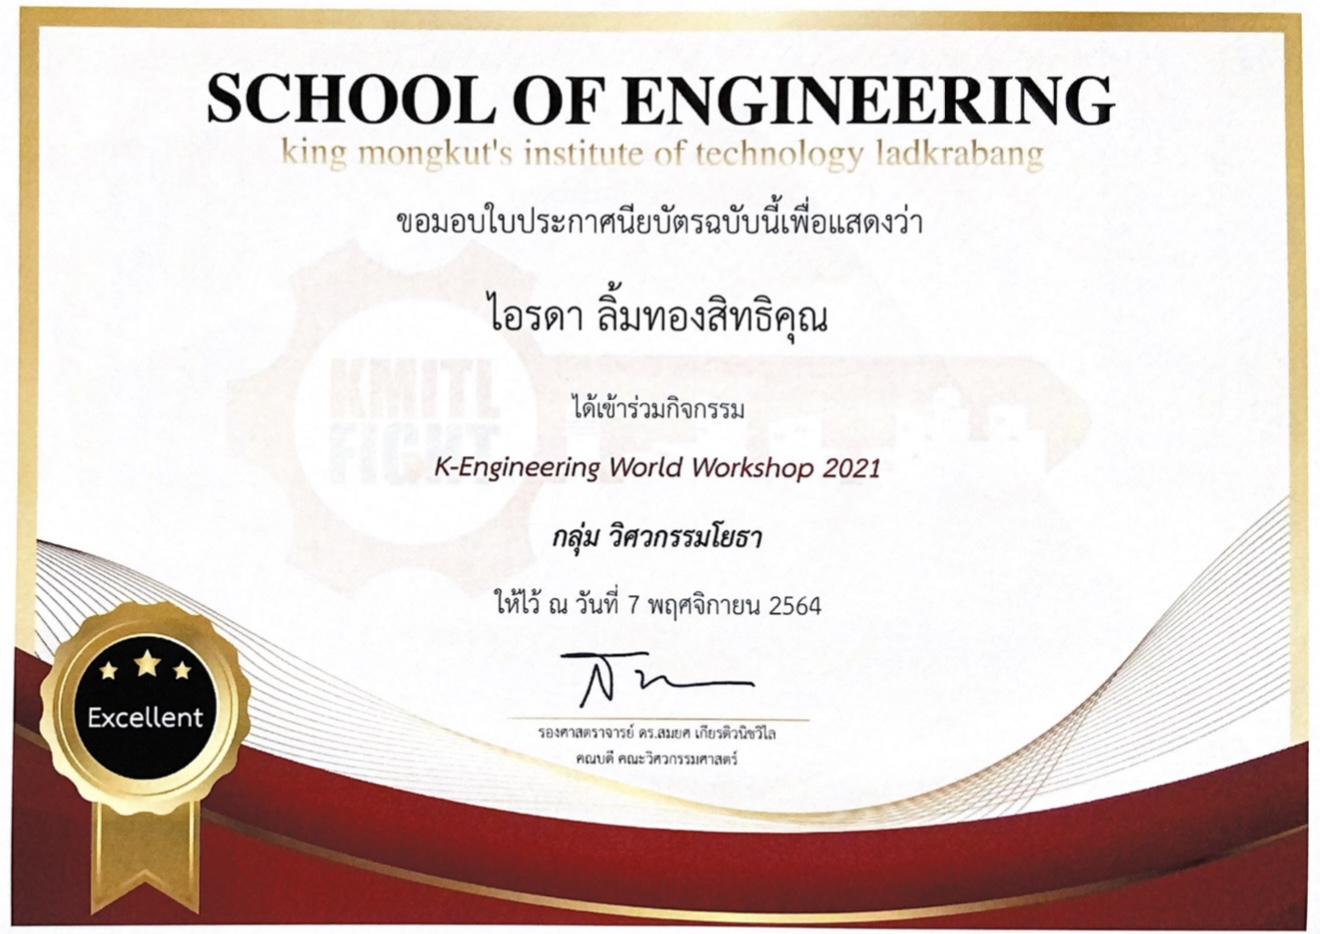 SCHOOL OF ENGINEERING
king mongkut's institute of technology ladkrabang
ขอมอบใบประกาศนียบัตรฉบับนี้เพื่อแสดงว่า
ไอรดา ลิ้มทองสิทธิคุณ
ได้เข้าร่วมกิจกรรม
KMITL
FIGHT
K-Engineering World Workshop 2021
กลุ่ม วิศวกรรมโยธา
ให้ไว้ ณ วันที่ 7 พฤศจิกายน 2564
Excellent
รองศาสตราจารย์ ดร.สมยศ เกียรติวนิชวิไล
คณบดี คณะวิศวกรรมศาสตร์